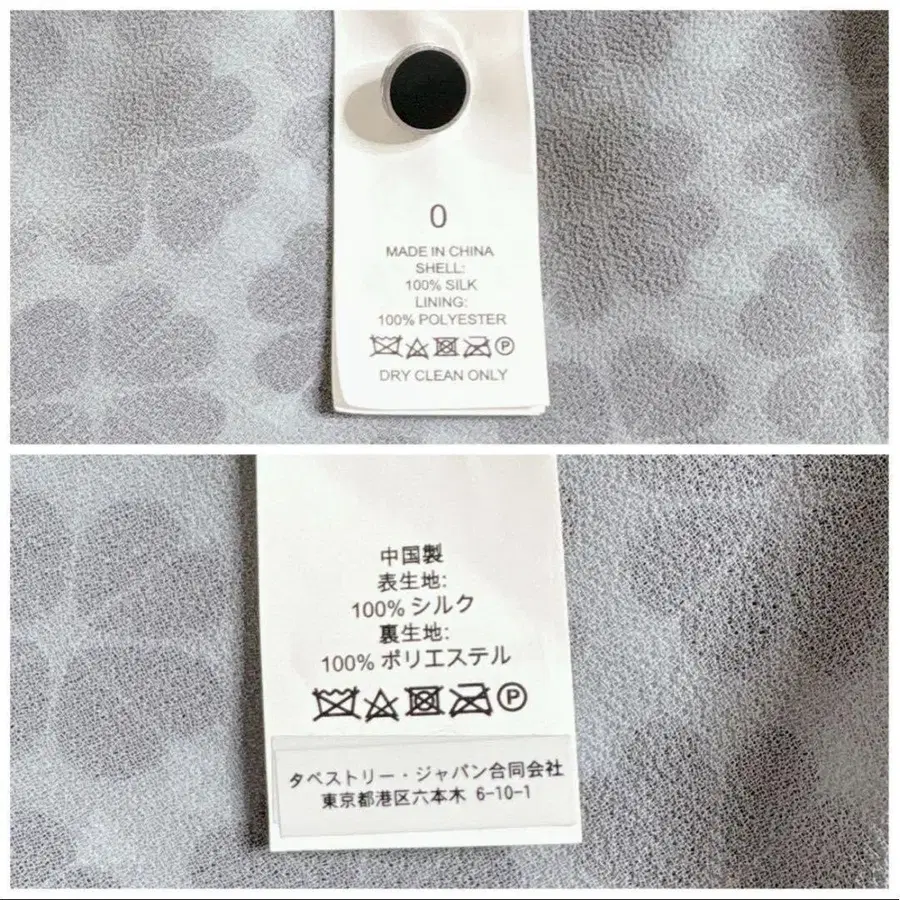 0
MADE IN CHINA
SHELL:
100% SILK
LINING:
100% POLYESTER
P
DRY CLEAN ONLY
中国製
表生地:
100% シルク
裏生地:
100% ポリエステル
P
タペストリー・ジャパン合同会社
東京都港区六本木 6-10-1